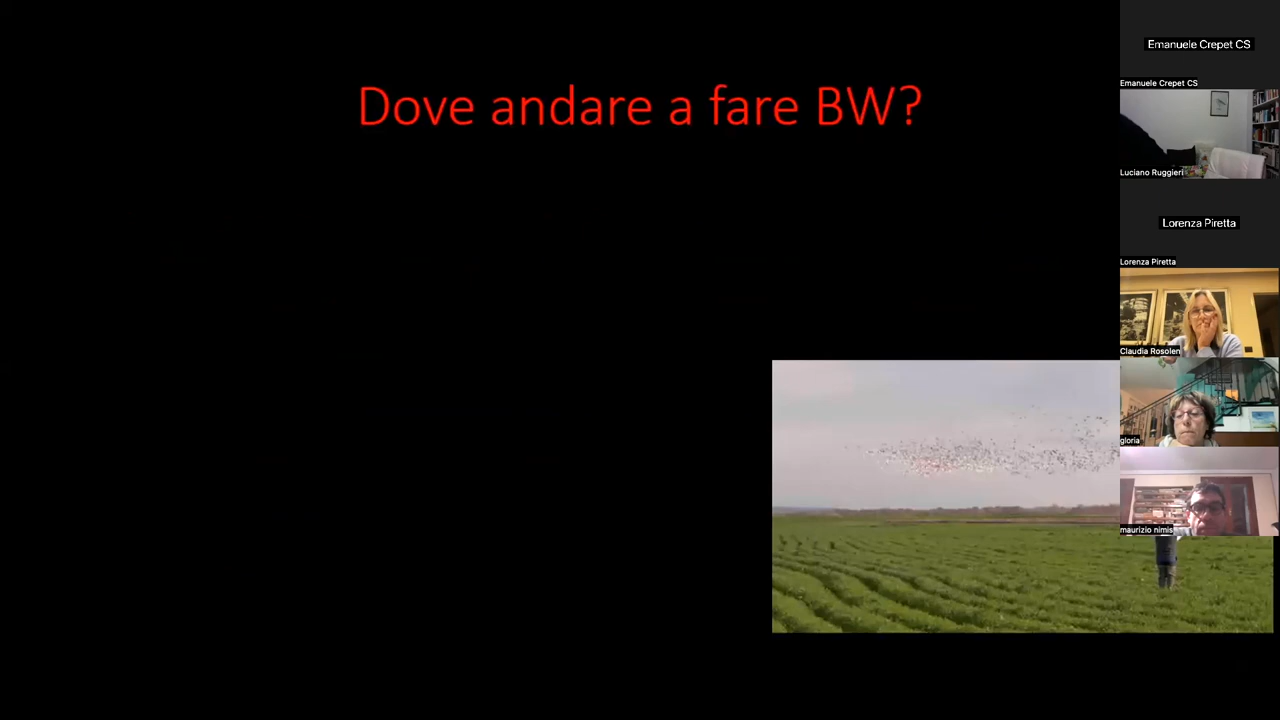 Dove andare a fare BW?
Emanuele Crepet CS
Emanuele Crepet CS
Luciano Ruggieri
Lorenza Piretta
Lorenza Piretta
Claudia Rosolen
gloria
maurizio nimis